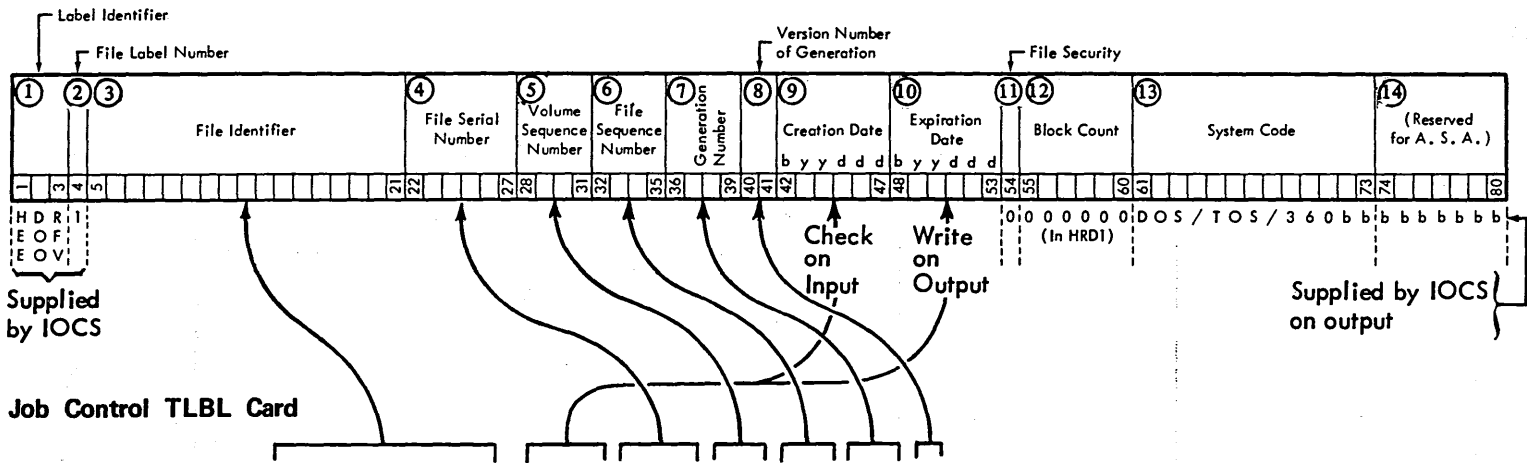 Label Identifier
File Label Number
Version Number
of Generation
File Security
① ② ③ ④ ⑤ ⑥ ⑦ ⑧ ⑨ ⑩ ⑪ ⑫ ⑬ ⑭
File Identifier
File Serial
Number
Volume
Sequence
Number
File
Sequence
Number
Generation
Number
Creation Date
b y y d d d
Expiration
Date
b y y d d d
Block Count
System Code
(Reserved
for A. S. A.)
1 3 4 5 21 22 27 28 31 32 35 36 39 40 41 42 47 48 53 54 55 60 61 73 74 80
H D R 1
E O F
E O V
0 0 0 0 0 0 0 D O S / T O S / 3 6 0 b b b b b b b b b
(In HRD1)
Supplied
by IOCS
Check
on
Input
Write
on
Output
Supplied by IOCS
on output
Job Control TLBL Card